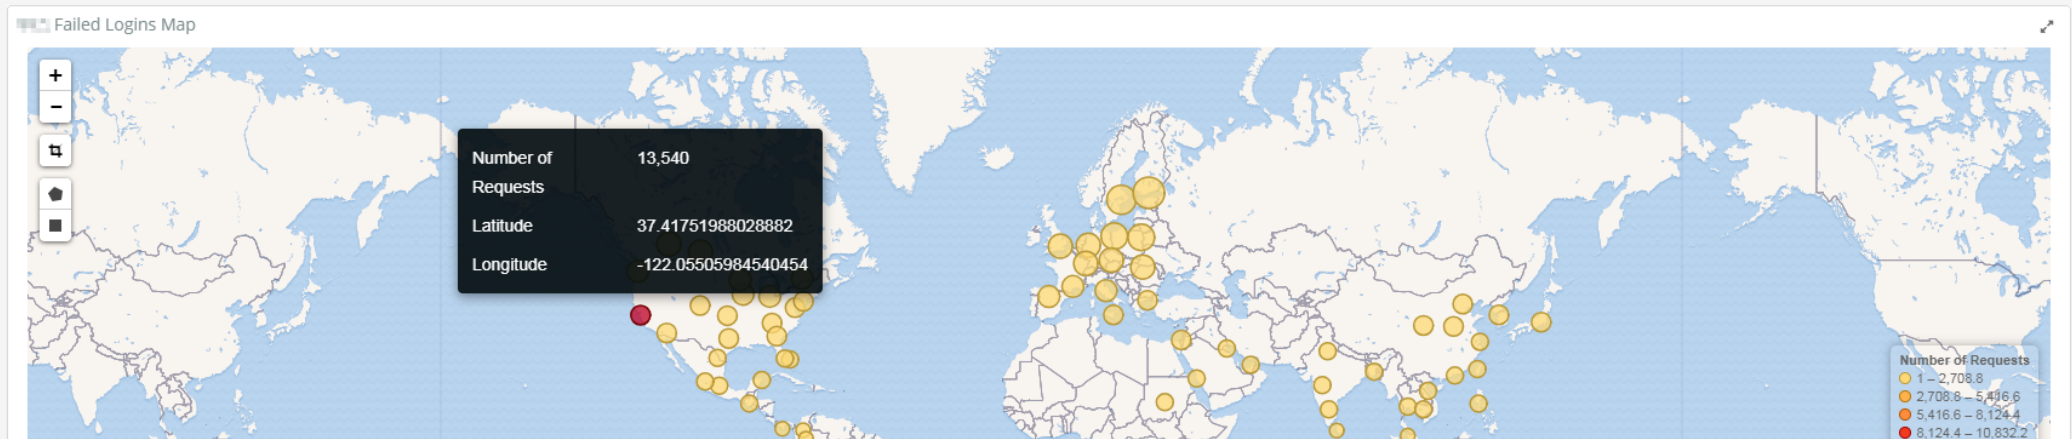 Failed Logins Map
+
−
Number of 13,540
Requests
Latitude 37.41751988028882
Longitude -122.05505984540454
Number of Requests
1 – 2,708.8
2,708.8 – 5,416.6
5,416.6 – 8,124.4
8,124.4 – 10,832.2